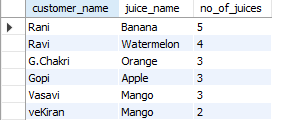 customer_name juice_name no_of_juices
Rani Banana 5
Ravi Watermelon 4
G.Chakri Orange 3
Gopi Apple 3
Vasavi Mango 3
veKiran Mango 2